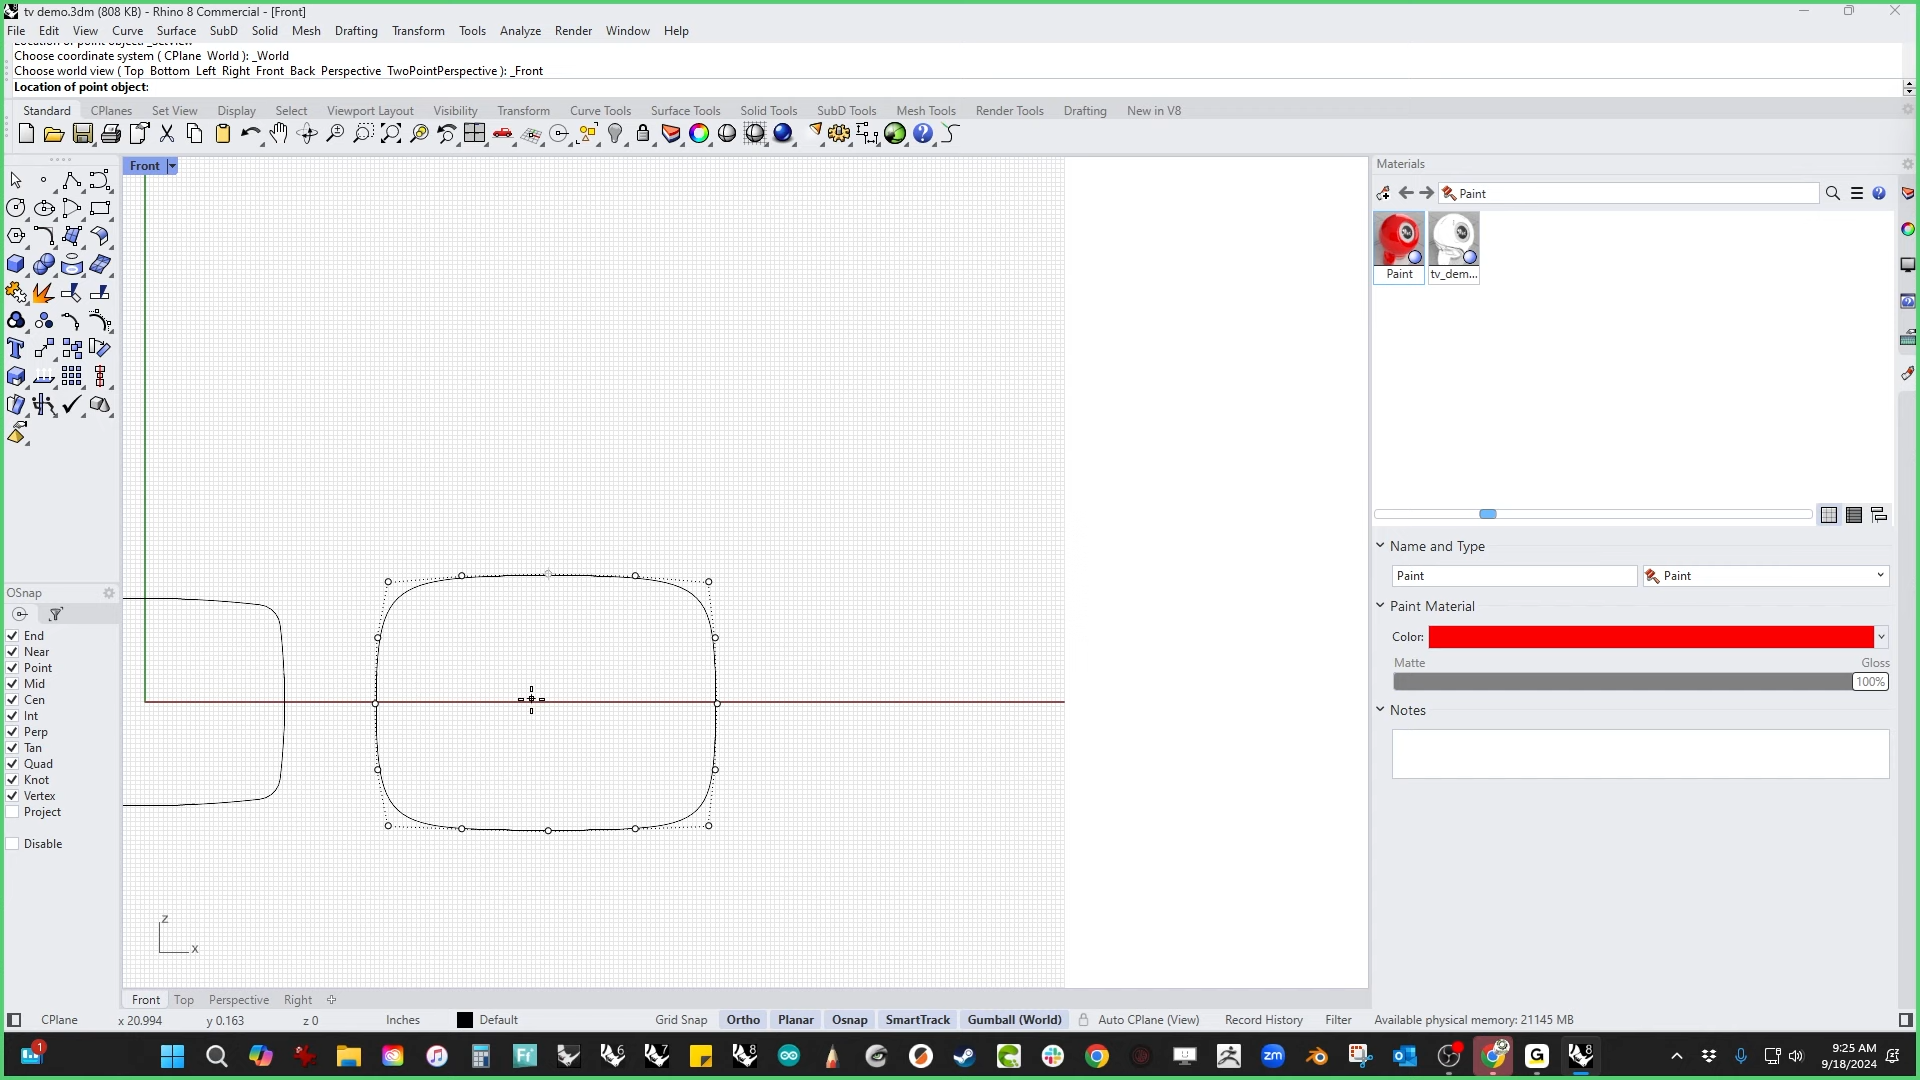 tv demo.3dm (808 KB) - Rhino 8 Commercial - [Front]
File Edit View Curve Surface SubD Solid Mesh Drafting Transform Tools Analyze Render Window Help
Choose coordinate system ( CPlane World ): _World
Choose world view ( Top Bottom Left Right Front Back Perspective TwoPointPerspective ): _Front
Location of point object:
Standard CPlanes Set View Display Select Viewport Layout Visibility Transform Curve Tools Surface Tools Solid Tools SubD Tools Mesh Tools Render Tools Drafting New in V8
Front
Materials
Paint
Paint tv_dem...
Name and Type
Paint Paint
Paint Material
Color:
Matte Gloss
100%
Notes
OSnap
End
Near
Point
Mid
Cen
Int
Perp
Tan
Quad
Knot
Vertex
Project
Disable
z
x
Front Top Perspective Right
CPlane x 20.994 y 0.163 z 0 Inches Default Grid Snap Ortho Planar Osnap SmartTrack Gumball (World) Auto CPlane (View) Record History Filter Available physical memory: 21145 MB
9:25 AM
9/18/2024